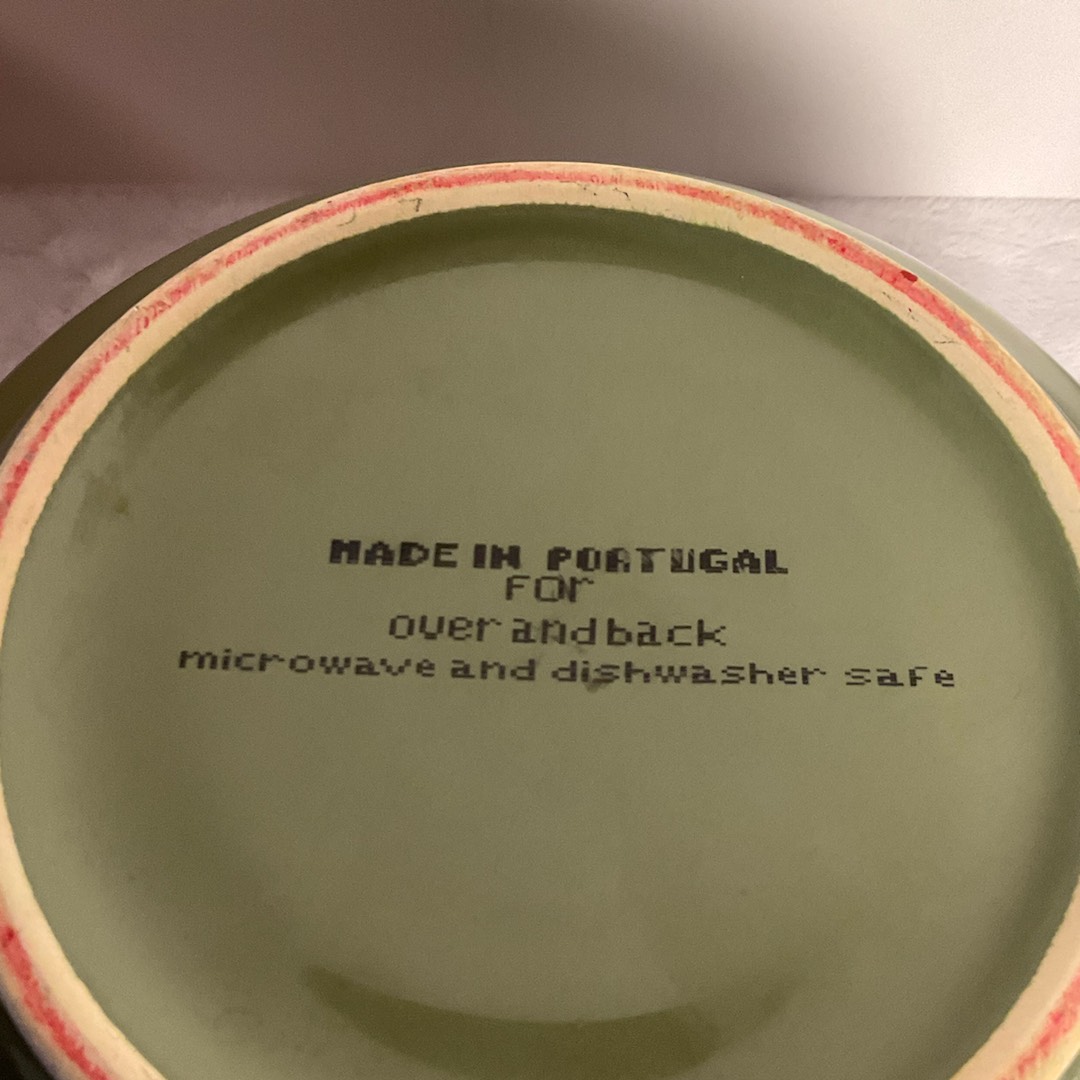 MADE IN PORTUGAL
For
over and back
microwave and dishwasher safe